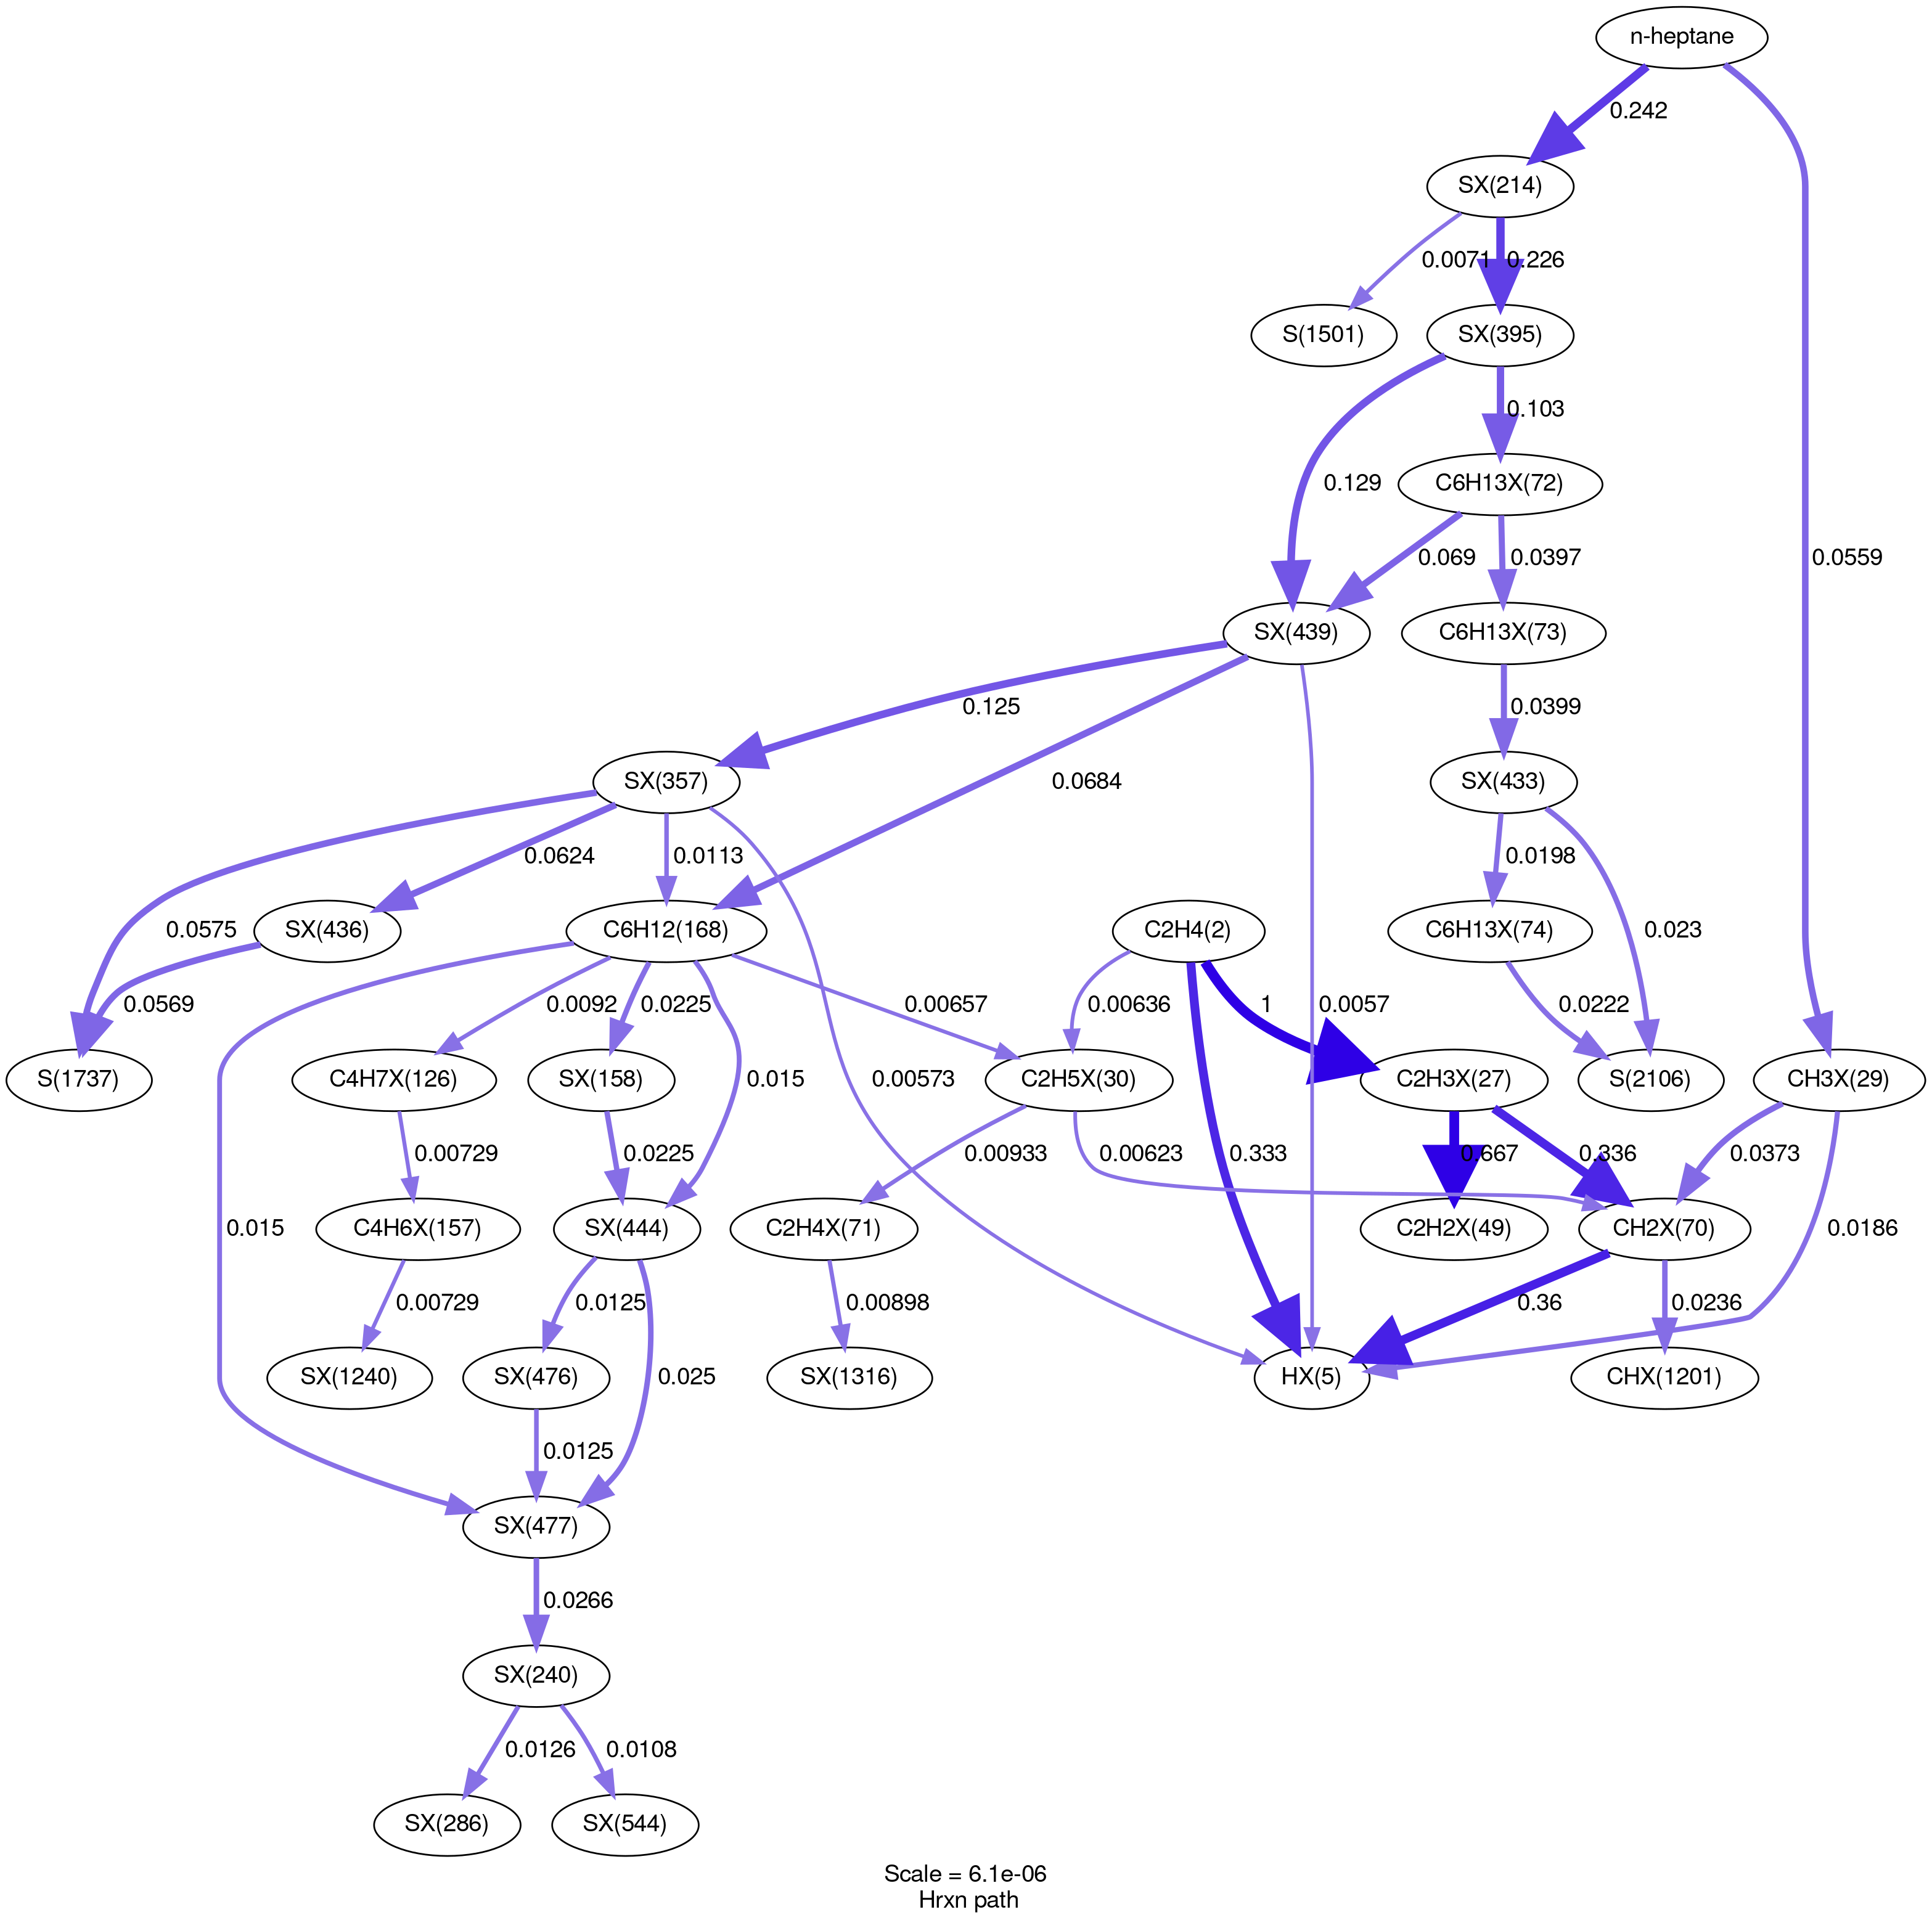 n-heptane
0.242
SX(214)
0.0071
0.226
S(1501)
SX(395)
0.103
C6H13X(72)
0.129
0.069
0.0397
0.0559
SX(439)
C6H13X(73)
0.125
0.0399
SX(357)
0.0684
SX(433)
0.0624
0.0113
0.0198
0.0575
SX(436)
C6H12(168)
C2H4(2)
C6H13X(74)
0.023
0.0569
0.0092
0.0225
0.00657
0.00636
1
0.0057
0.0222
S(1737)
C4H7X(126)
SX(158)
0.015
0.00573
C2H5X(30)
C2H3X(27)
S(2106)
CH3X(29)
0.00729
0.0225
0.00933
0.00623
0.333
0.667
0.336
0.0373
0.015
C4H6X(157)
SX(444)
C2H4X(71)
C2H2X(49)
CH2X(70)
0.0186
0.00729
0.0125
0.00898
0.36
0.0236
SX(1240)
SX(476)
0.025
SX(1316)
HX(5)
CHX(1201)
0.0125
SX(477)
0.0266
SX(240)
0.0126
0.0108
SX(286)
SX(544)
Scale = 6.1e-06
Hrxn path